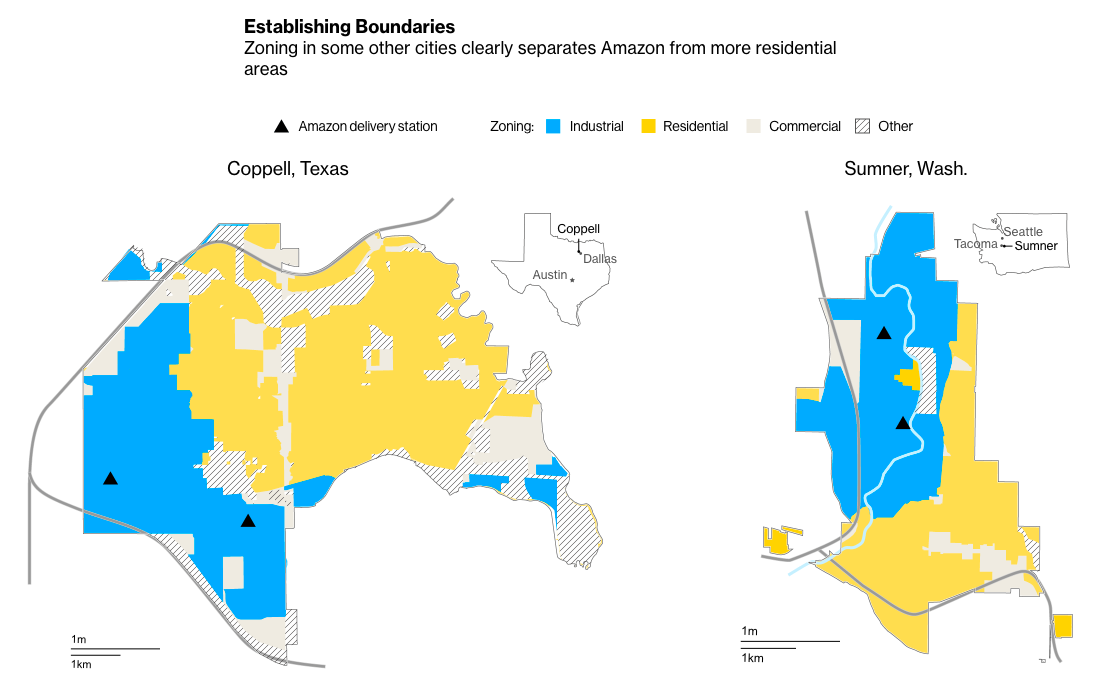 Establishing Boundaries
Zoning in some other cities clearly separates Amazon from more residential
areas
Amazon delivery station
Zoning:
Industrial
Residential
Commercial
Other
Coppell, Texas
Coppell
Dallas
Austin
1m
1km
Sumner, Wash.
Seattle
Tacoma
Sumner
1m
1km